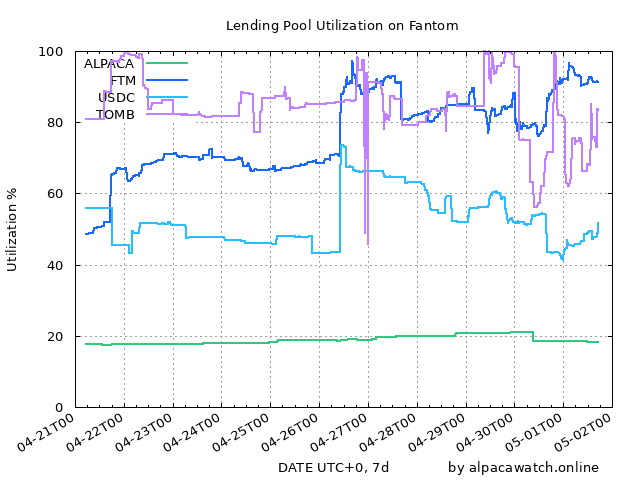 Lending Pool Utilization on Fantom
100
80
60
40
20
0
Utilization %
ALPACA
FTM
USDC
TOMB
04-21T00
04-22T00
04-23T00
04-24T00
04-25T00
04-26T00
04-27T00
04-28T00
04-29T00
04-30T00
05-01T00
05-02T00
DATE UTC+0, 7d
by alpacawatch.online